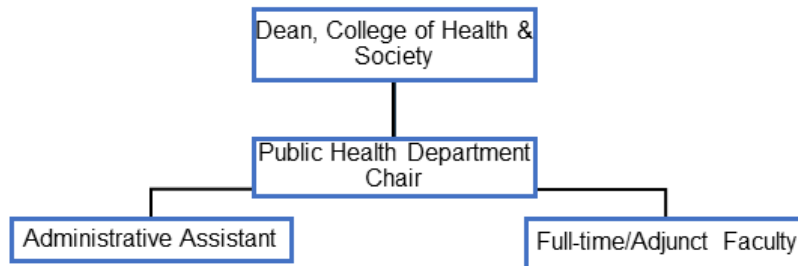 Dean, College of Health &
Society
Public Health Department
Chair
Administrative Assistant
Full-time/Adjunct Faculty